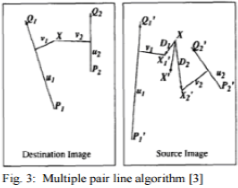 Q₁ Q₂
v₁ X v₂
u₂
P₂
u₁
P₁
Destination Image
Q₁' X
D₁ Q₂'
v₁ X₁' D₂
X' u₂
u₁ v₂
X₂' P₂'
P₁'
Source Image
Fig. 3: Multiple pair line algorithm [3]